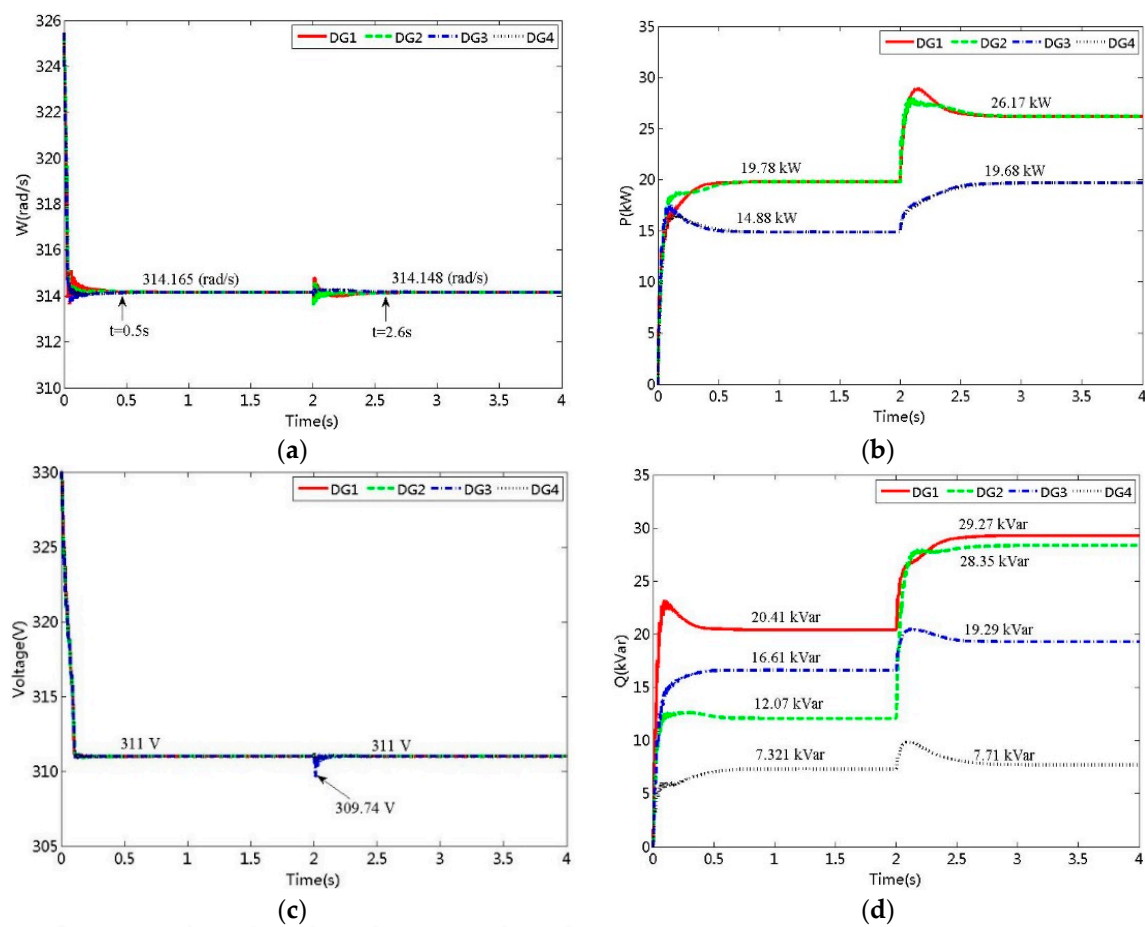 DG1 DG2 DG3 DG4
326
324
322
320
318
316
314
312
310
W(rad/s)
314.165 (rad/s)
314.148 (rad/s)
t=0.5s
t=2.6s
0 0.5 1 1.5 2 2.5 3 3.5 4
Time(s)
(a)
DG1 DG2 DG3 DG4
35
30
25
20
15
10
5
0
P(kW)
26.17 kW
19.78 kW
19.68 kW
14.88 kW
0 0.5 1 1.5 2 2.5 3 3.5 4
Time(s)
(b)
DG1 DG2 DG3 DG4
330
325
320
315
310
305
Voltage(V)
311 V
311 V
309.74 V
0 0.5 1 1.5 2 2.5 3 3.5 4
Time(s)
(c)
DG1 DG2 DG3 DG4
35
30
25
20
15
10
5
0
Q(kVar)
29.27 kVar
28.35 kVar
20.41 kVar
19.29 kVar
16.61 kVar
12.07 kVar
7.321 kVar
7.71 kVar
0 0.5 1 1.5 2 2.5 3 3.5 4
Time(s)
(d)